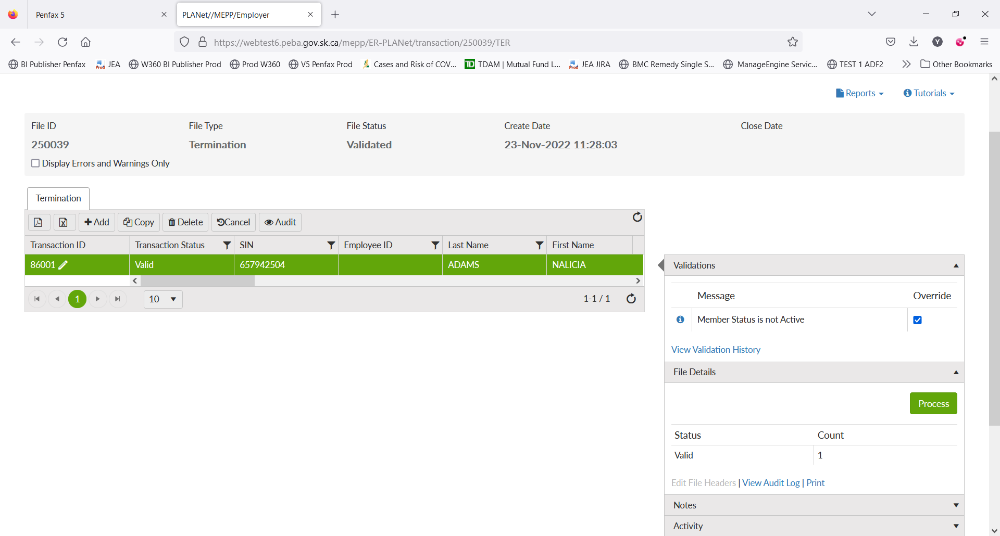 Penfax 5
PLANet//MEPP/Employer
https://webtest6.peba.gov.sk.ca/mepp/ER-PLANet/transaction/250039/TER
Y
BI Publisher Penfax JEA W360 BI Publisher Prod Prod W360 V5 Penfax Prod Cases and Risk of COV... TDAM | Mutual Fund L... JEA JIRA BMC Remedy Single S... ManageEngine Servic... TEST 1 ADF2 Other Bookmarks
Reports Tutorials
File ID File Type File Status Create Date Close Date
250039 Termination Validated 23-Nov-2022 11:28:03
Display Errors and Warnings Only
Termination
Add Copy Delete Cancel Audit
Transaction ID Transaction Status SIN Employee ID Last Name First Name
86001 Valid 657942504 ADAMS NALICIA
1 10 1-1 / 1
Validations
Message Override
Member Status is not Active
View Validation History
File Details
Process
Status Count
Valid 1
Edit File Headers | View Audit Log | Print
Notes
Activity